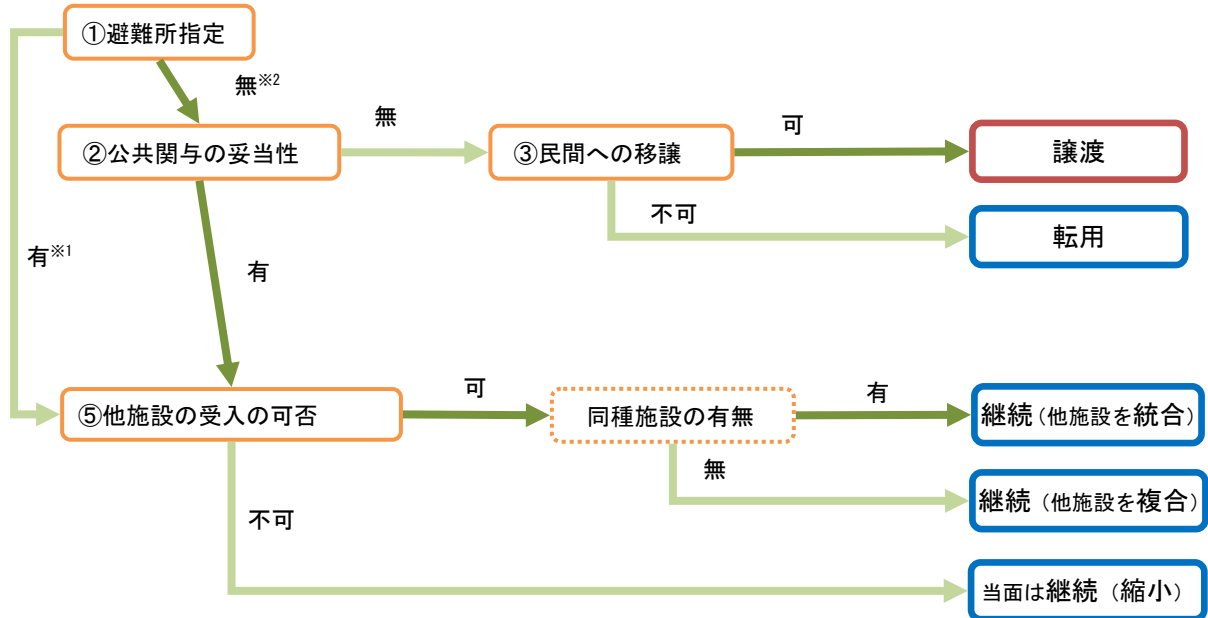 ①避難所指定
無※2
②公共関与の妥当性
無
③民間への移譲
可
譲渡
不可
転用
有※1
有
⑤他施設の受入の可否
可
同種施設の有無
有
継続(他施設を統合)
無
継続(他施設を複合)
不可
当面は継続(縮小)